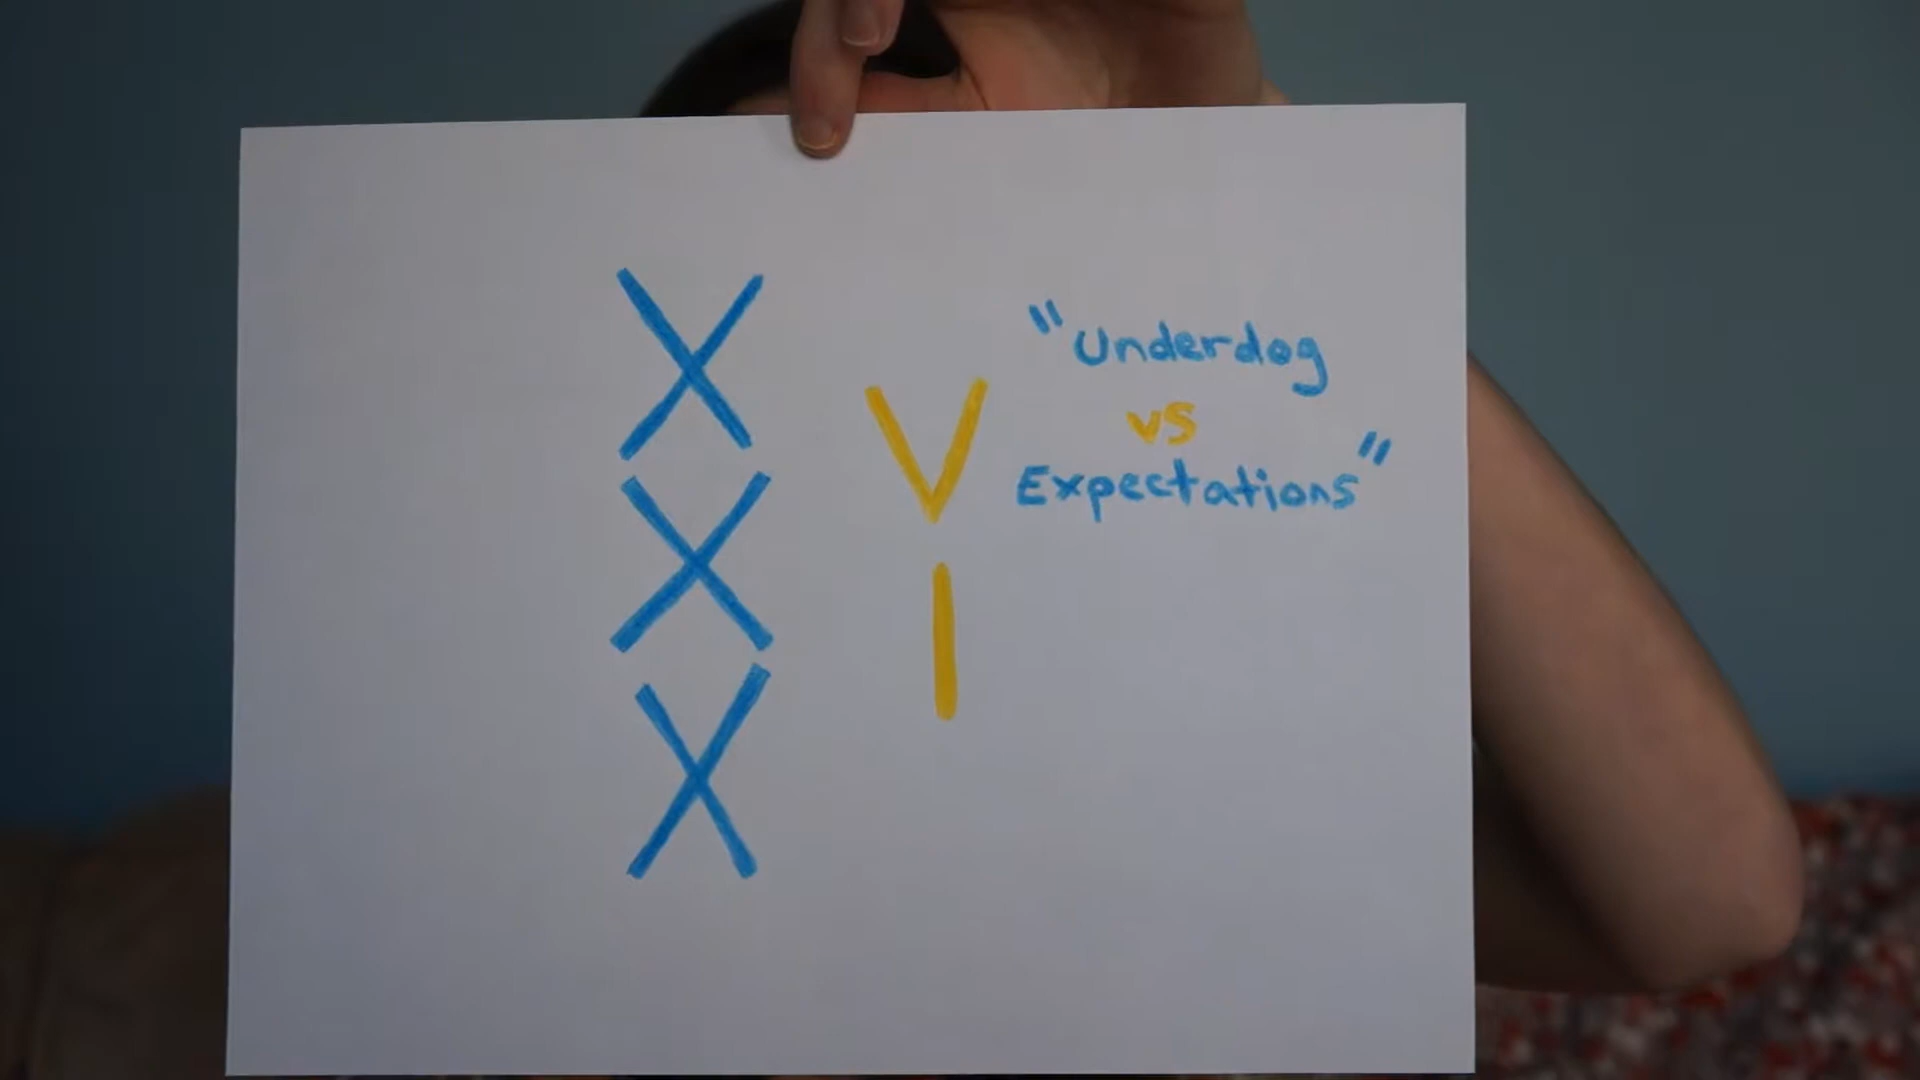 X
X
X
V
I
"Underdog
vs
Expectations"